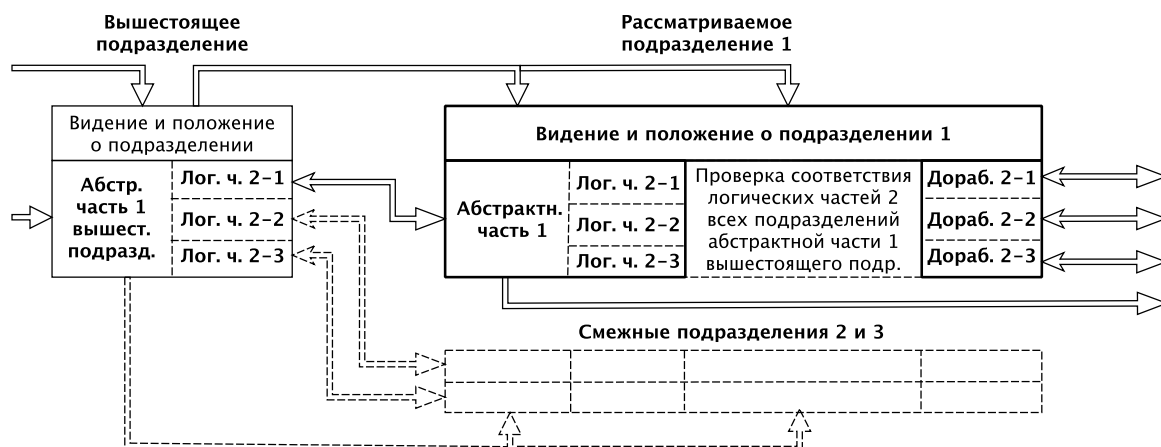 Вышестоящее
подразделение
Рассматриваемое
подразделение 1
Видение и положение
о подразделении
Абстр.
часть 1
вышест.
подразд.
Лог. ч. 2–1
Лог. ч. 2–2
Лог. ч. 2–3
Видение и положение о подразделении 1
Абстрактн.
часть 1
Лог. ч. 2–1
Лог. ч. 2–2
Лог. ч. 2–3
Проверка соответствия
логических частей 2
всех подразделений
абстрактной части 1
вышестоящего подр.
Дораб. 2–1
Дораб. 2–2
Дораб. 2–3
Смежные подразделения 2 и 3